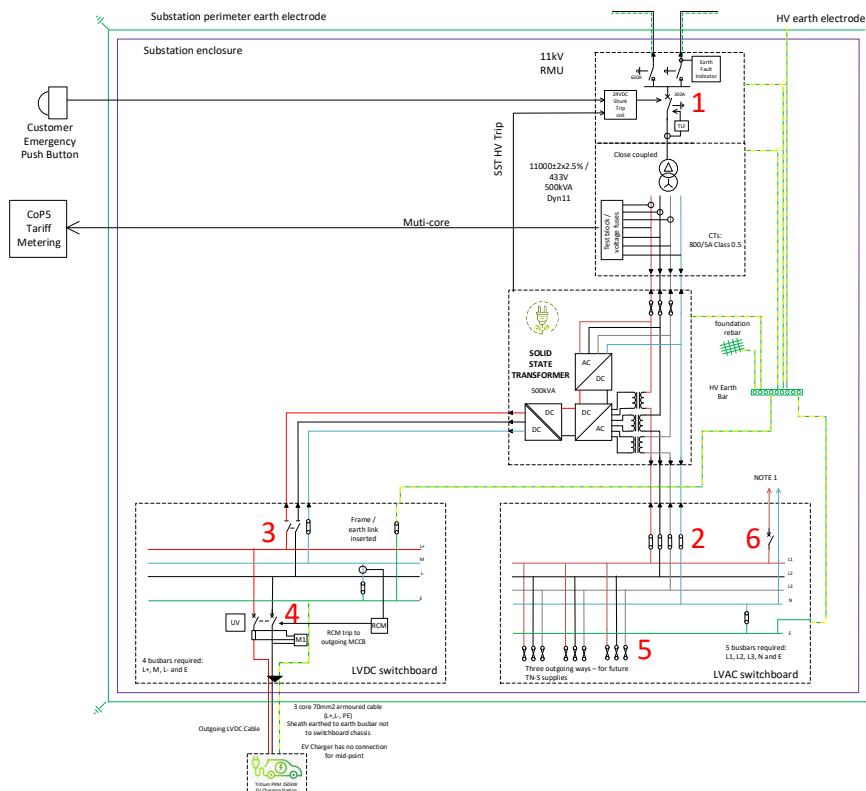 Substation perimeter earth electrode
HV earth electrode
Substation enclosure
11kV
RMU
630A
Earth
Fault
Indicator
200A
1
24VDC
Shunt
Trip
coil
TLF
Customer
Emergency
Push Button
SST HV Trip
Close coupled
11000±2x2.5% /
433V
500kVA
Dyn11
CoP5
Tariff
Metering
Muti-core
Test block /
voltage fuses
CTs:
800/5A Class 0.5
SOLID
STATE
TRANSFORMER
500kVA
AC
DC
DC
DC
DC
AC
foundation
rebar
HV Earth
Bar
NOTE 1
3
Frame /
earth link
inserted
2
6
L+
M
L-
E
L1
L2
L3
N
E
4
UV
M1
RCM
RCM trip to
outgoing MCCB
4 busbars required:
L+, M, L- and E
LVDC switchboard
5
Three outgoing ways – for future
TN-S supplies
5 busbars required:
L1, L2, L3, N and E
LVAC switchboard
Outgoing LVDC Cable
3 core 70mm2 armoured cable
(L+,L-, PE)
Sheath earthed to earth busbar not
to switchboard chassis
EV Charger has no connection
for mid-point
Tritium PKM 150kW
EV Charging Station